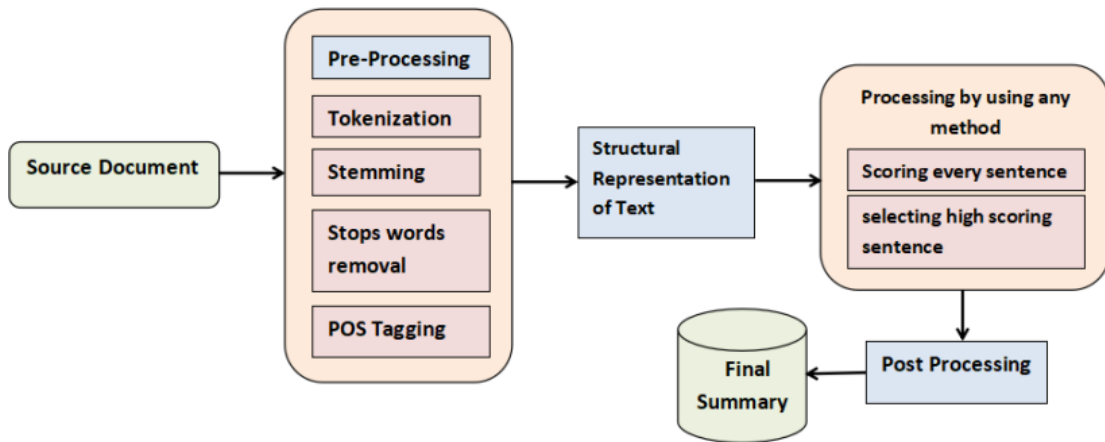 Source Document
Pre-Processing
Tokenization
Stemming
Stops words
removal
POS Tagging
Structural
Representation
of Text
Processing by using any
method
Scoring every sentence
selecting high scoring
sentence
Post Processing
Final
Summary